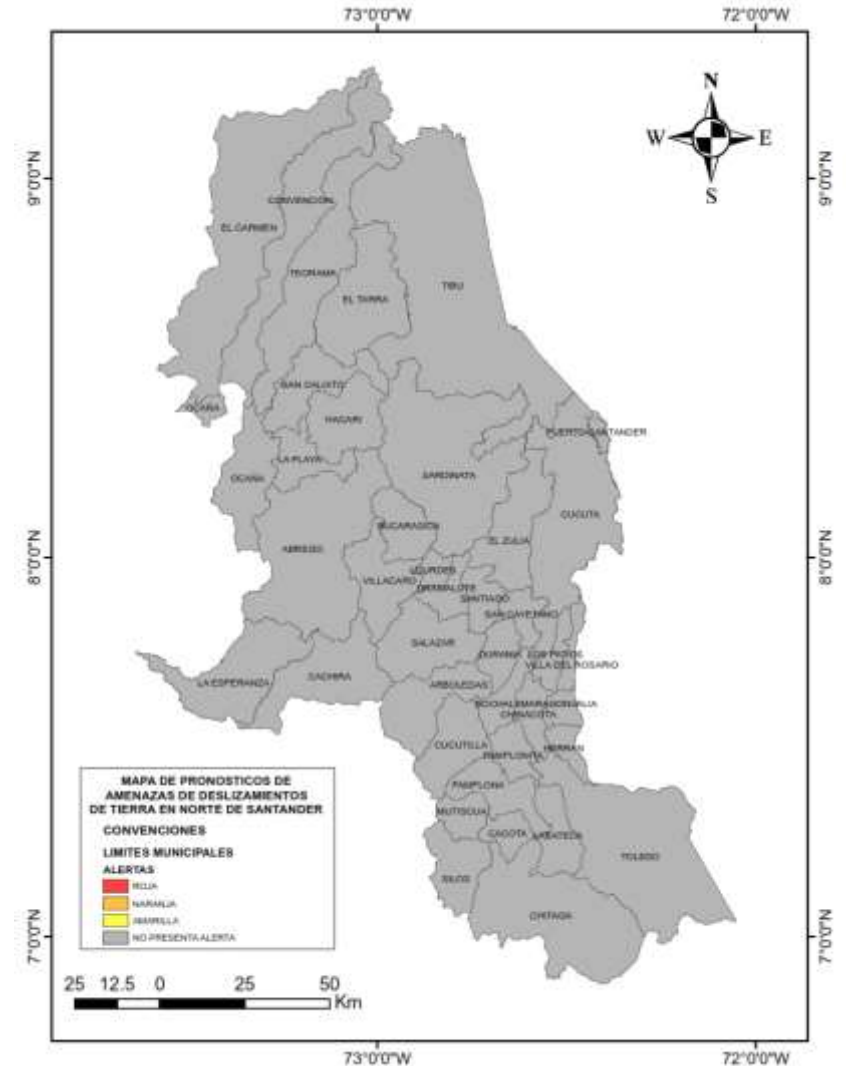 73°0'0"W 72°0'0"W
N
W E
S
9°0'0"N 9°0'0"N
CONVENCION
EL CARMEN
TEORAMA
TIBU
EL TARRA
SAN CALIXTO
OCAÑA
HACARI
PUERTO SANTANDER
LA PLAYA
SARDINATA
OCAÑA
CUCUTA
BUCARASICA
EL ZULIA
ABREGO
8°0'0"N 8°0'0"N
LOURDES
VILLACARO
GRAMALOTE
SANTIAGO
SAN CAYETANO
SALAZAR
DURANIA
LOS PATIOS
VILLA DEL ROSARIO
LA ESPERANZA
CACHIRA
ARBOLEDAS
CHINACOTA
CUCUTILLA
HERRAN
PAMPLONITA
PAMPLONA
MUTISCUA
CACOTA
LABATECA
TOLEDO
SILOS
CHITAGA
MAPA DE PRONOSTICOS DE
AMENAZAS DE DESLIZAMIENTOS
DE TIERRA EN NORTE DE SANTANDER
CONVENCIONES
LIMITES MUNICIPALES
ALERTAS
ROJA
NARANJA
AMARILLA
NO PRESENTA ALERTA
7°0'0"N 7°0'0"N
25 12.5 0 25 50
Km
73°0'0"W 72°0'0"W